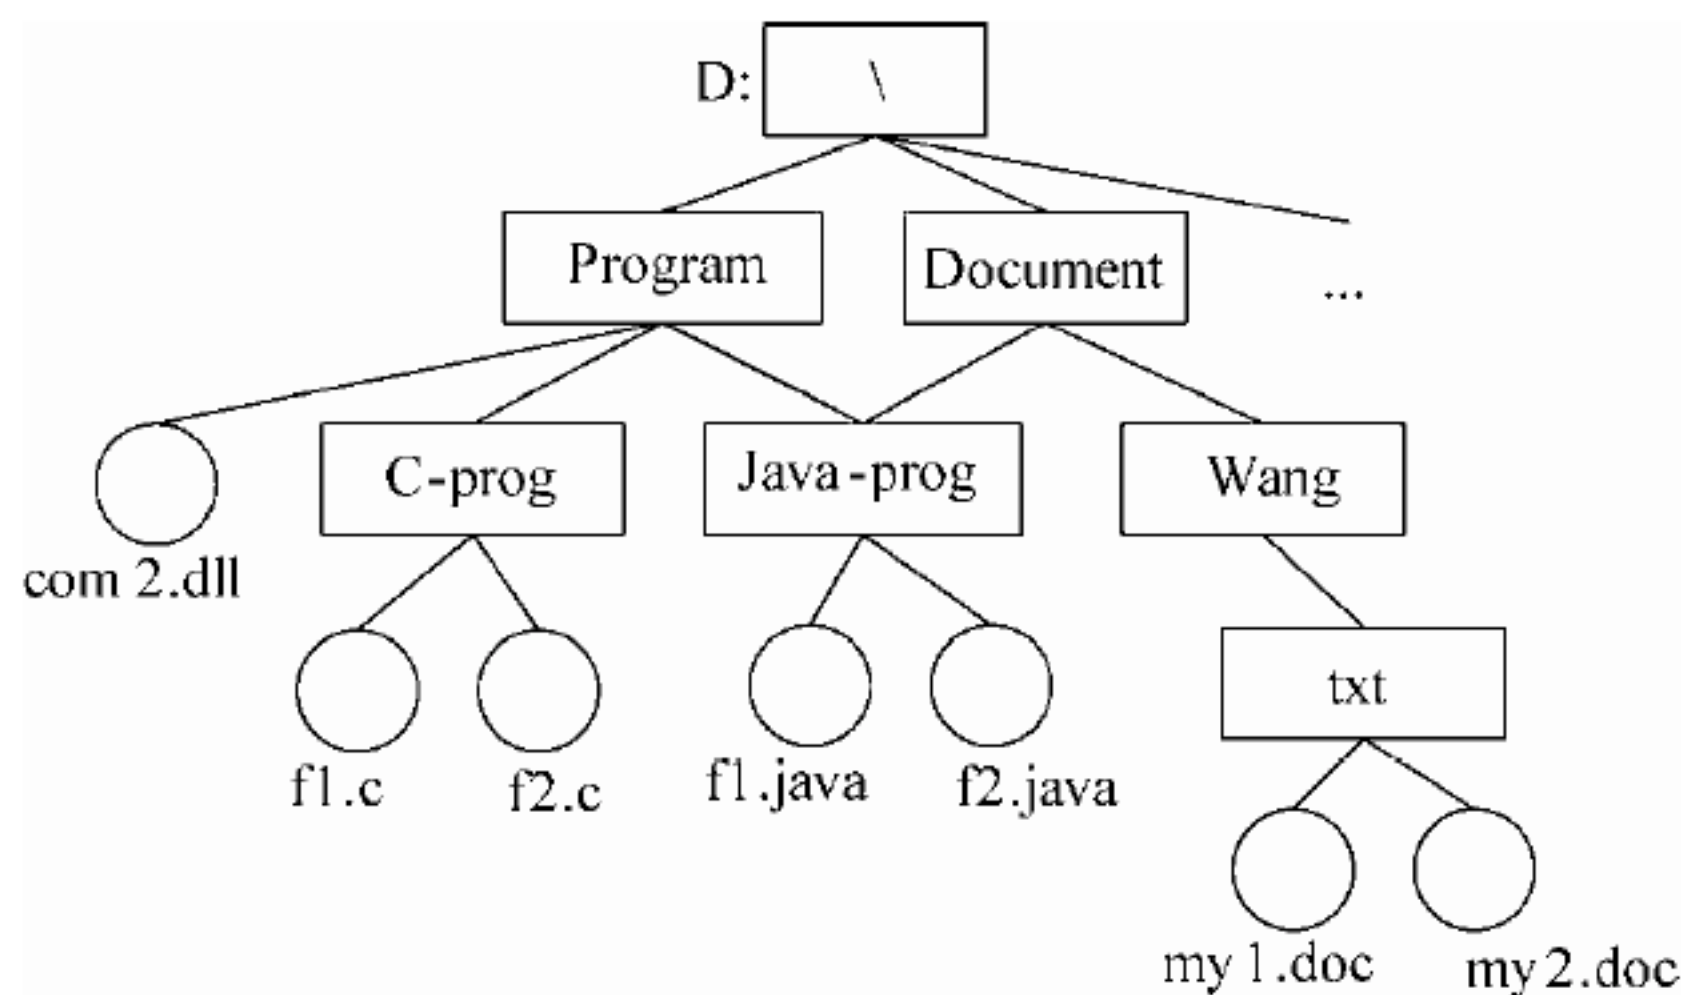 D: \
Program Document ...
C-prog Java-prog Wang
com 2.dll
txt
f1.c f2.c f1.java f2.java
my 1.doc my 2.doc